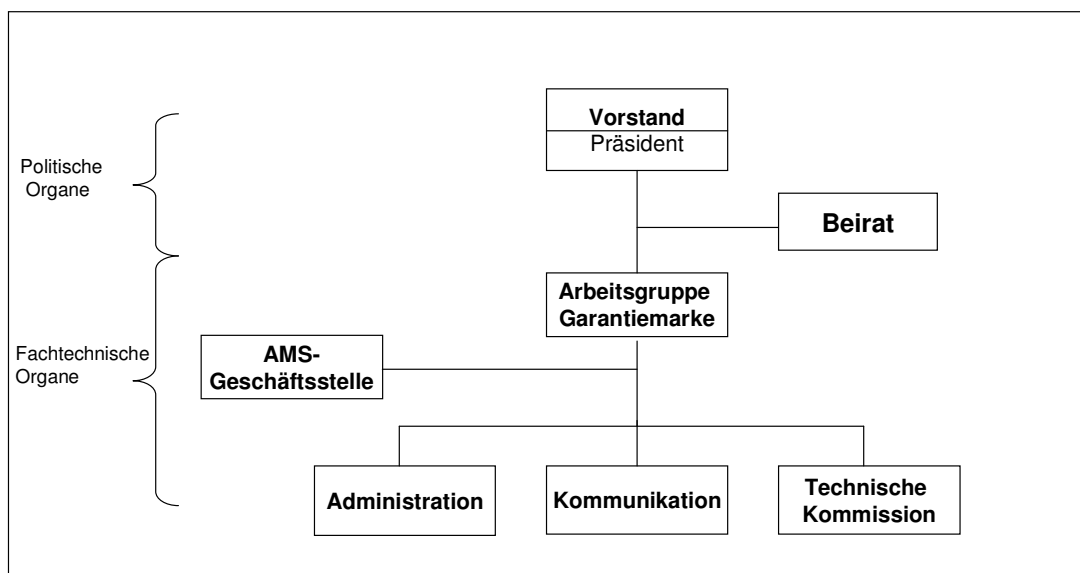 Vorstand
Präsident
Politische
Organe
Beirat
Arbeitsgruppe
Garantiemarke
Fachtechnische
Organe
AMS-
Geschäftsstelle
Administration
Kommunikation
Technische
Kommission